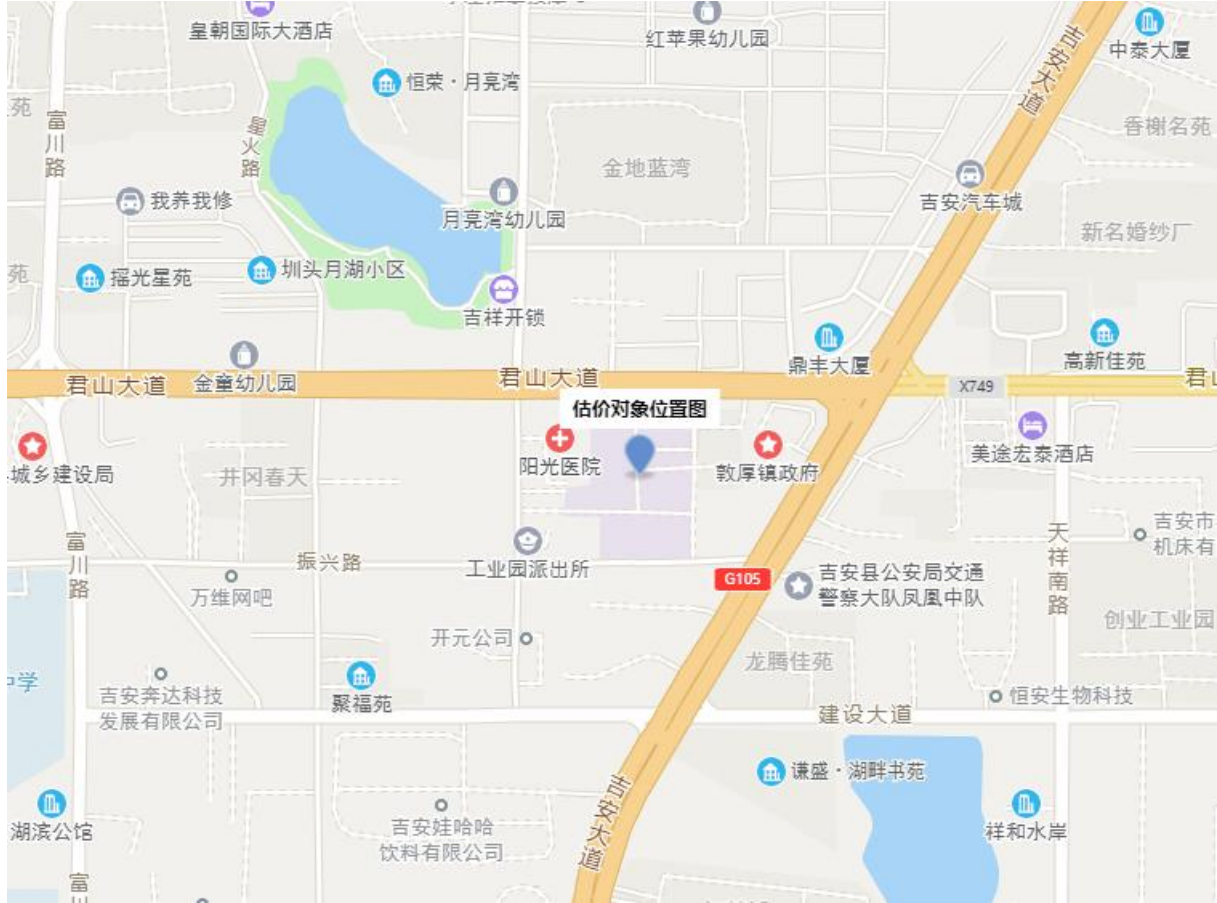 皇朝国际大酒店
红苹果幼儿园
中泰大厦
恒荣·月亮湾
吉安大道
苑
富川路
星火路
香榭名苑
金地蓝湾
我养我修
月亮湾幼儿园
吉安汽车城
新名婚纱厂
苑
摇光星苑
圳头月湖小区
吉祥开锁
鼎丰大厦
高新佳苑
金童幼儿园
君山大道
君山大道
X749
君山
估价对象位置图
城乡建设局
井冈春天
阳光医院
敦厚镇政府
美途宏泰酒店
富川路
振兴路
工业园派出所
天祥南路
吉安市
机床有
万维网吧
G105
吉安县公安局交通
警察大队凤凰中队
创业工业园
开元公司
龙腾佳苑
中学
吉安奔达科技
发展有限公司
聚福苑
恒安生物科技
建设大道
谦盛·湖畔书苑
湖滨公馆
吉安娃哈哈
饮料有限公司
吉安大道
祥和水岸
富